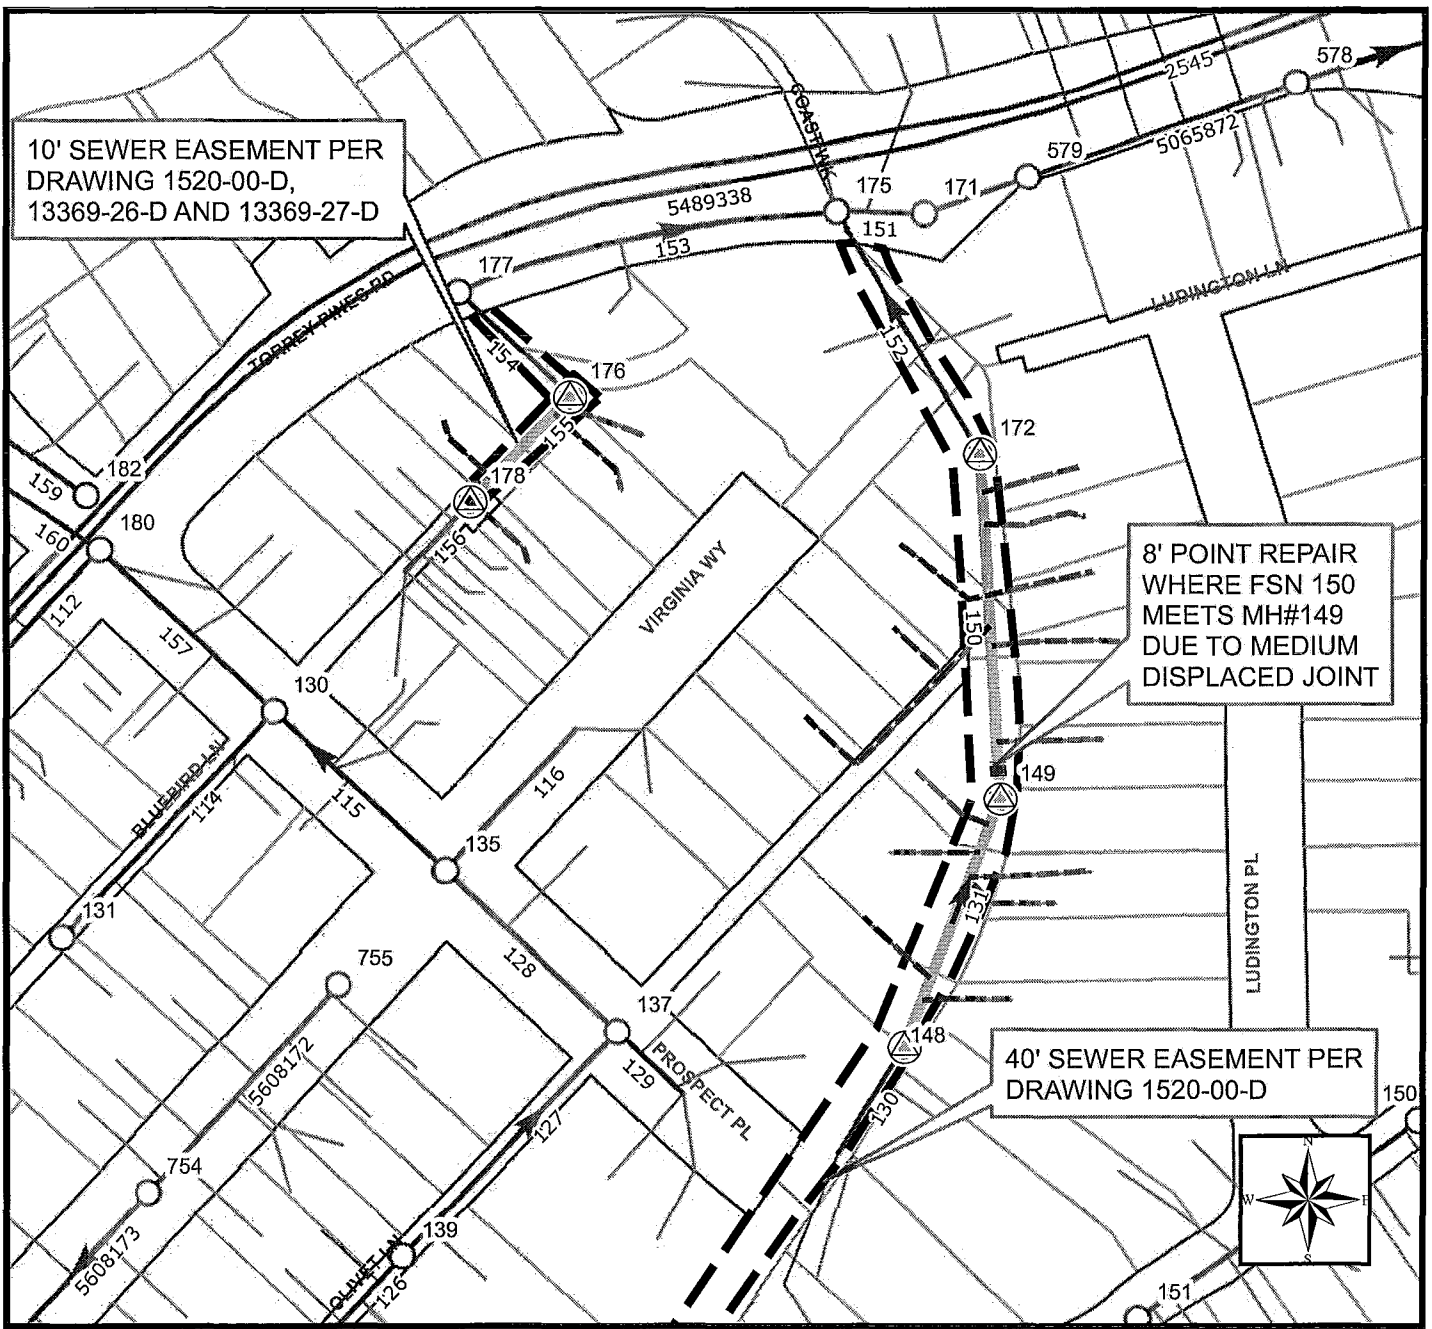 578
2545
COAST WK
10' SEWER EASEMENT PER
DRAWING 1520-00-D,
13369-26-D AND 13369-27-D
579
5065872
175
171
5489338
151
153
177
TORREY PINES RD
LUDINGTON LN
154
152
176
155
172
182
159
178
180
160
156
8' POINT REPAIR
WHERE FSN 150
MEETS MH#149
DUE TO MEDIUM
DISPLACED JOINT
VIRGINIA WY
112
157
150
130
BLUEBIRD LN
114
115
116
149
135
131
131
LUDINGTON PL
128
755
137
148
40' SEWER EASEMENT PER
DRAWING 1520-00-D
5608172
PROSPECT PL
129
130
127
150
754
N
W
E
S
139
5608173
OLIVET LN
126
151